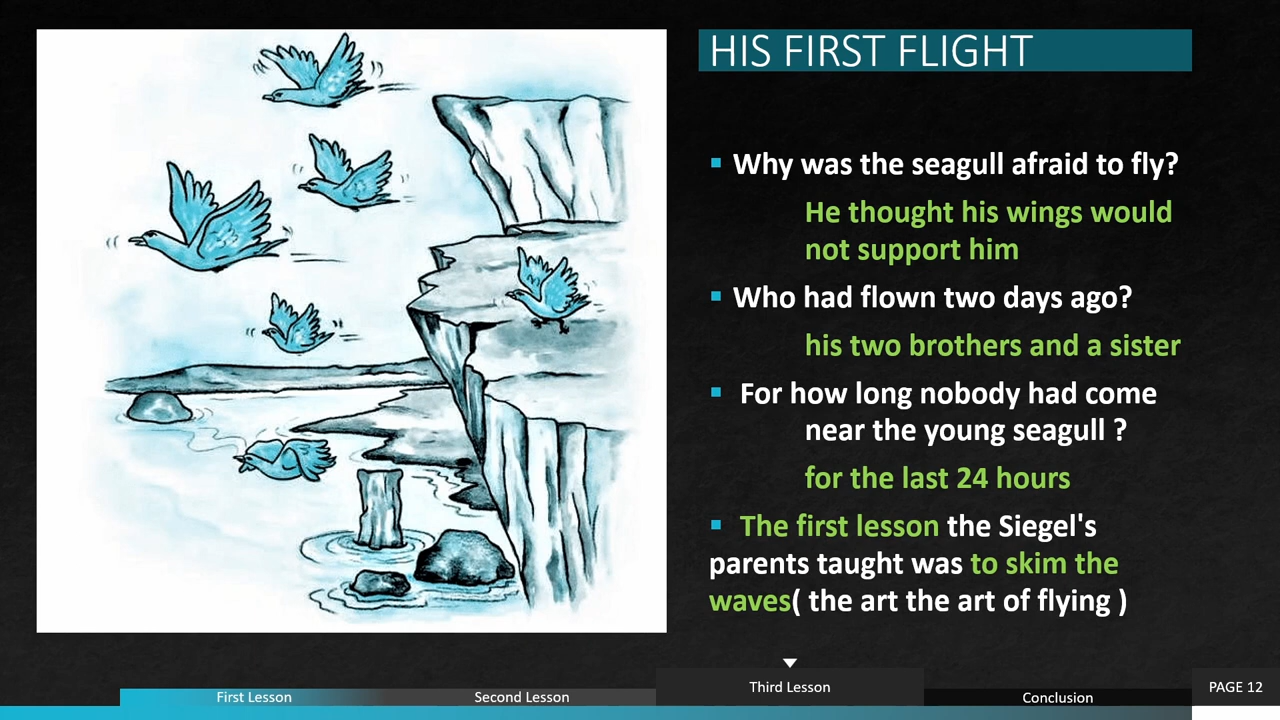 HIS FIRST FLIGHT
Why was the seagull afraid to fly?
He thought his wings would
not support him
Who had flown two days ago?
his two brothers and a sister
For how long nobody had come
near the young seagull ?
for the last 24 hours
The first lesson the Siegel's
parents taught was to skim the
waves( the art the art of flying )
First Lesson
Second Lesson
Third Lesson
Conclusion
PAGE 12